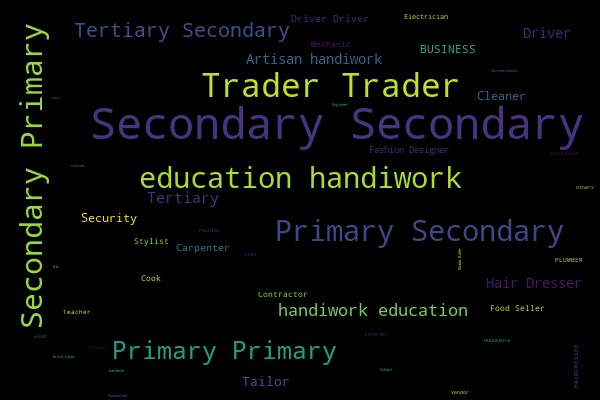 Driver Driver
Electrician
Tertiary Secondary
Driver
Mechanic
BUSINESS
Artisan handiwork
Trader Trader
Cleaner
Secondary Secondary
Fashion Designer
education handiwork
Secondary Primary
Tertiary
Security
Primary Secondary
Stylist
Carpenter
PLUMBER
Cook
Hair Dresser
Contractor
handiwork education
Food Seller
Teacher
Primary Primary
Tailor
HAIRDRESSER
Vendor